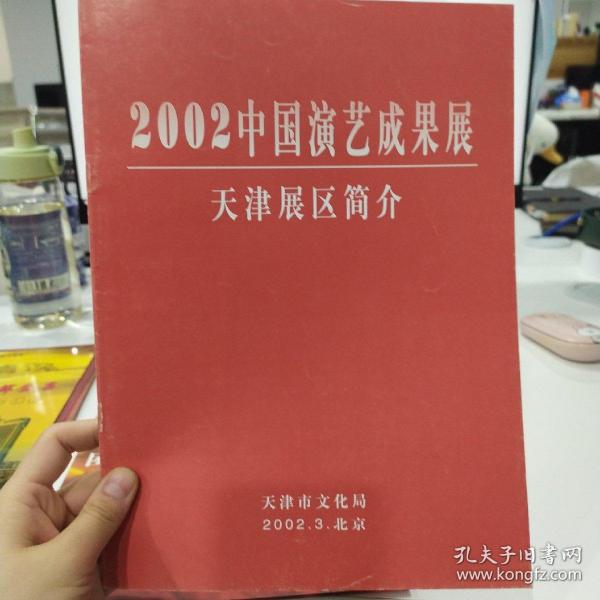 2002中国演艺成果展
天津展区简介
天津市文化局
2002.3.北京
孔夫子旧书网
www.kongfz.com